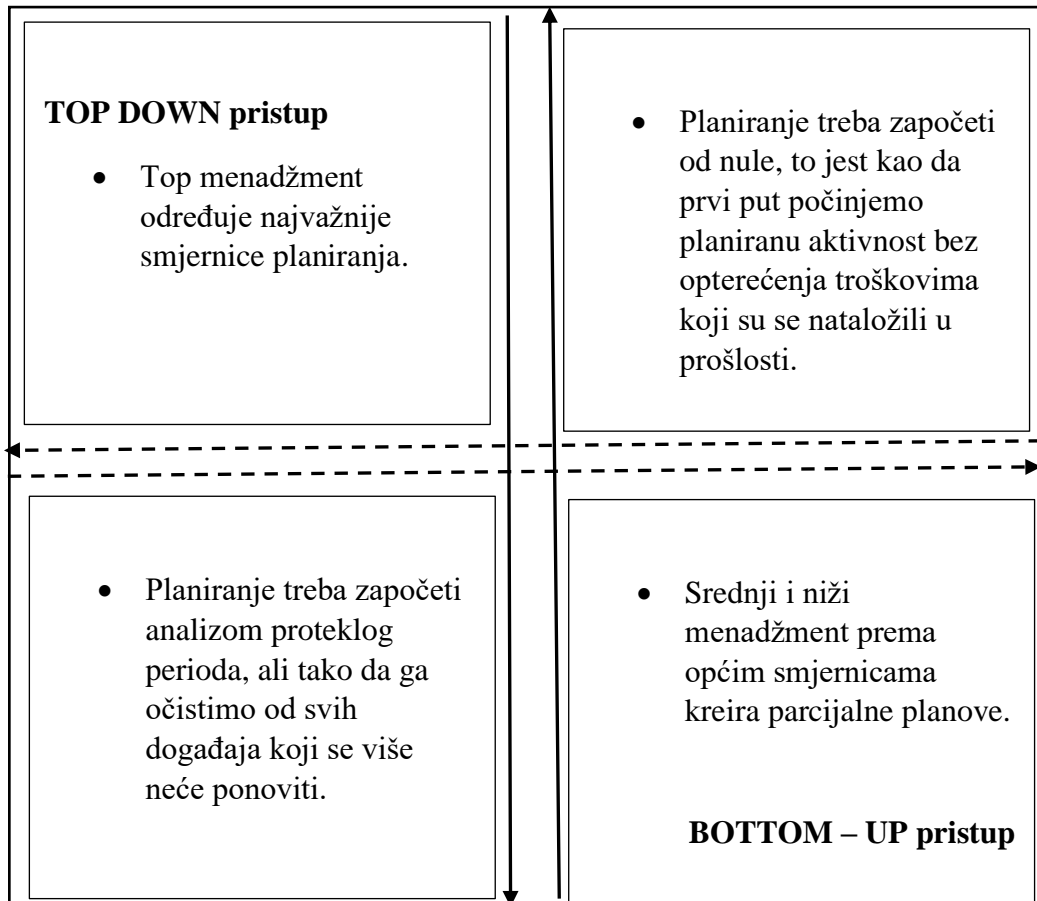 TOP DOWN pristup
• Top menadžment
određuje najvažnije
smjernice planiranja.
• Planiranje treba započeti
od nule, to jest kao da
prvi put počinjemo
planiranu aktivnost bez
opterećenja troškovima
koji su se nataložili u
prošlosti.
• Planiranje treba započeti
analizom proteklog
perioda, ali tako da ga
očistimo od svih
događaja koji se više
neće ponoviti.
• Srednji i niži
menadžment prema
općim smjernicama
kreira parcijalne planove.
BOTTOM – UP pristup